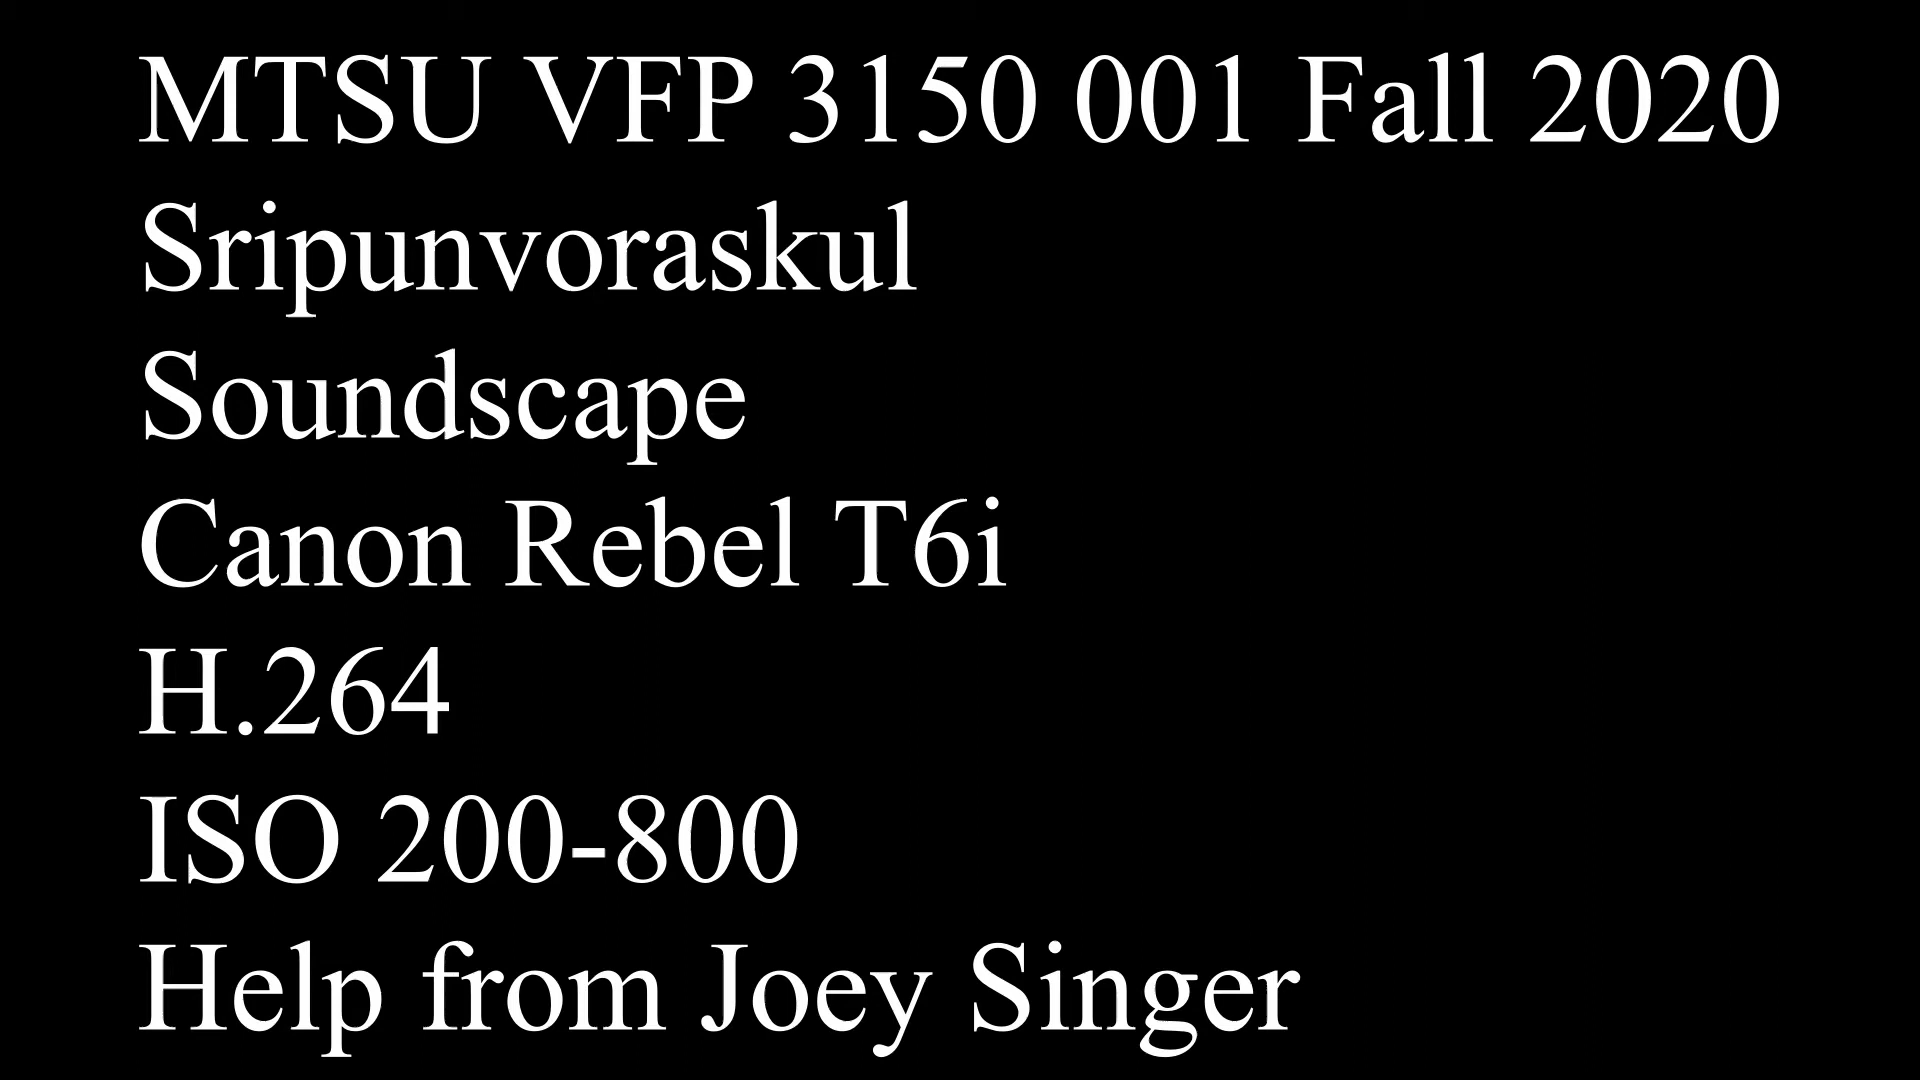 MTSU VFP 3150 001 Fall 2020
Sripunvoraskul
Soundscape
Canon Rebel T6i
H.264
ISO 200-800
Help from Joey Singer